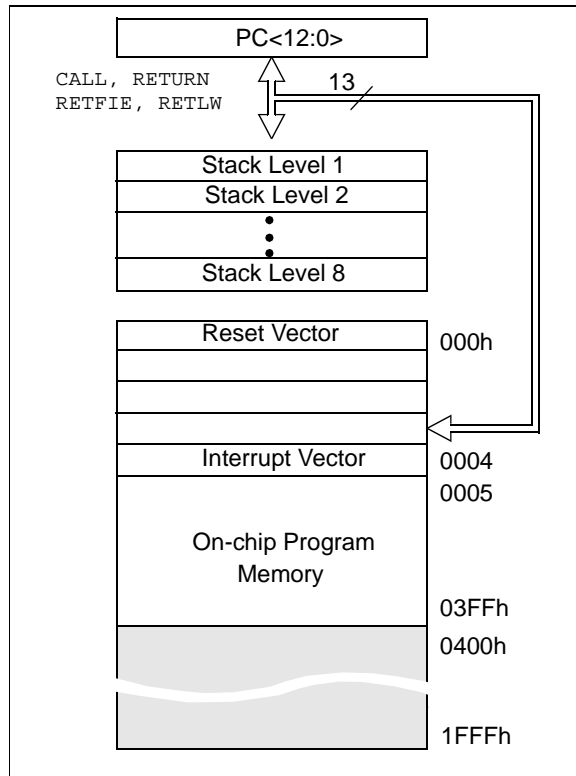 PC<12:0>
CALL, RETURN
RETFIE, RETLW
13
Stack Level 1
Stack Level 2
Stack Level 8
Reset Vector
000h
Interrupt Vector
0004
0005
On-chip Program
Memory
03FFh
0400h
1FFFh